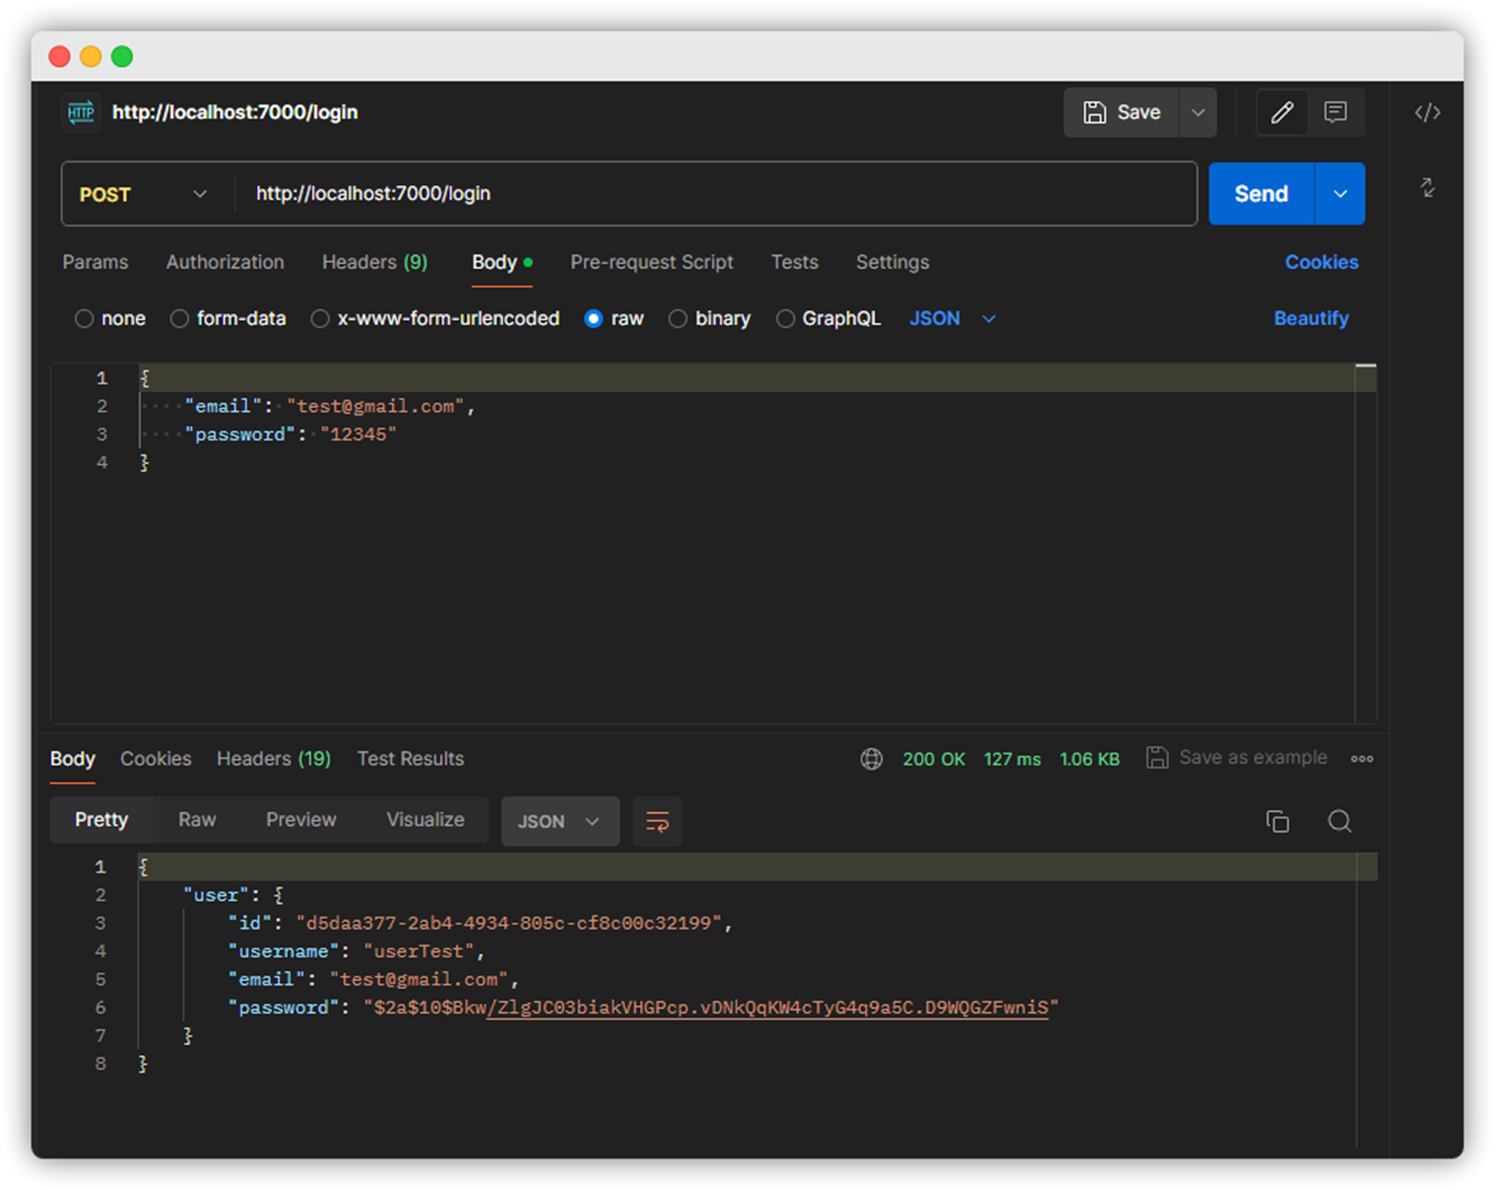 HTTP http://localhost:7000/login Save
POST http://localhost:7000/login Send
Params Authorization Headers (9) Body Pre-request Script Tests Settings Cookies
none form-data x-www-form-urlencoded raw binary GraphQL JSON Beautify
1 {
2 "email": "test@gmail.com",
3 "password": "12345"
4 }
Body Cookies Headers (19) Test Results 200 OK 127 ms 1.06 KB Save as example
Pretty Raw Preview Visualize JSON
1 {
2 "user": {
3 "id": "d5daa377-2ab4-4934-805c-cf8c00c32199",
4 "username": "userTest",
5 "email": "test@gmail.com",
6 "password": "$2a$10$Bkw/ZlgJC03biakVHGPcp.vDNkQqKW4cTyG4q9a5C.D9WQGZFwniS"
7 }
8 }